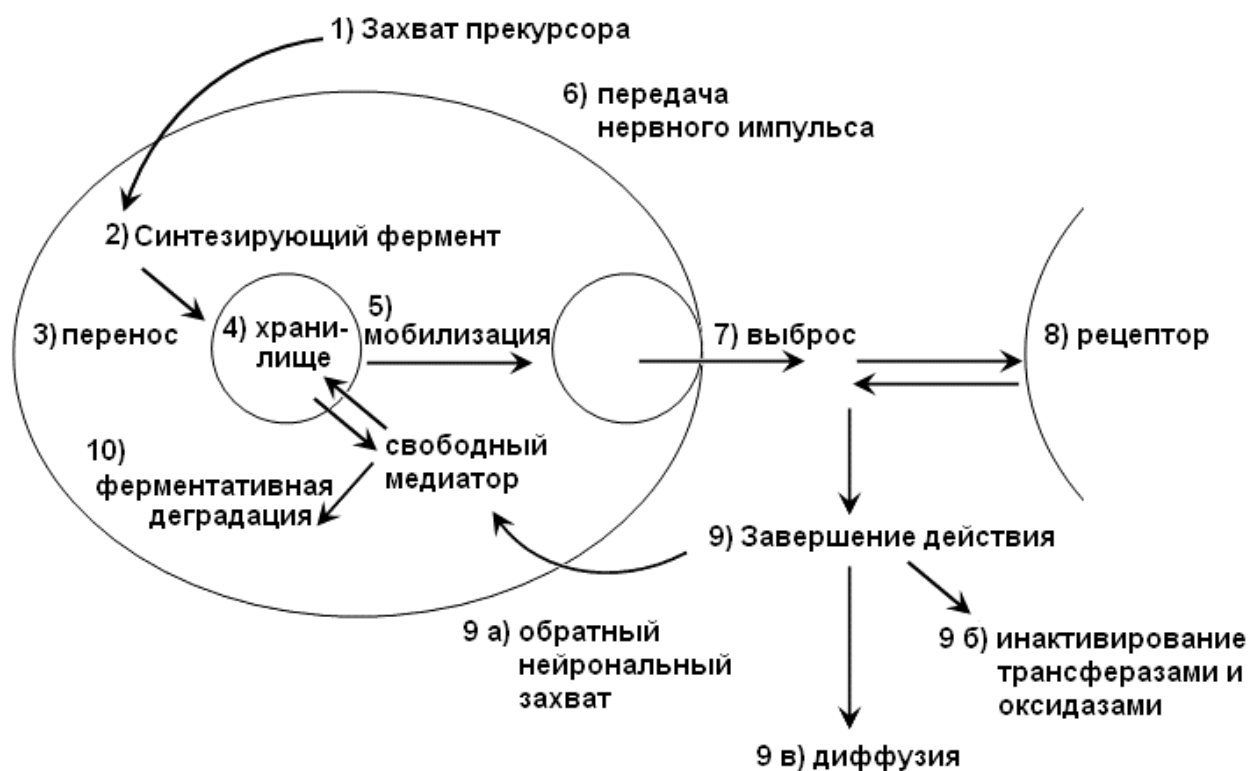 1) Захват прекурсора
6) передача
нервного импульса
2) Синтезирующий фермент
3) перенос
4) храни-
лище
5)
мобилизация
7) выброс
8) рецептор
свободный
медиатор
10)
ферментативная
деградация
9) Завершение действия
9 а) обратный
нейрональный
захват
9 б) инактивирование
трансферазами и
оксидазами
9 в) диффузия